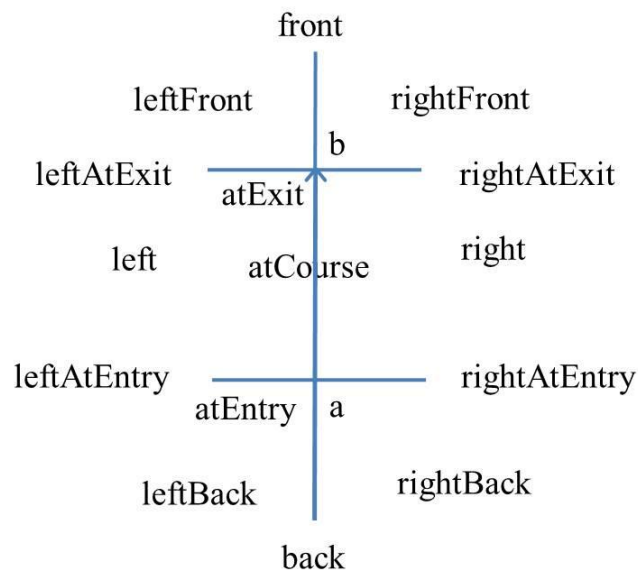 front
leftFront rightFront
b
leftAtExit atExit rightAtExit
left atCourse right
leftAtEntry rightAtEntry
atEntry a
leftBack rightBack
back